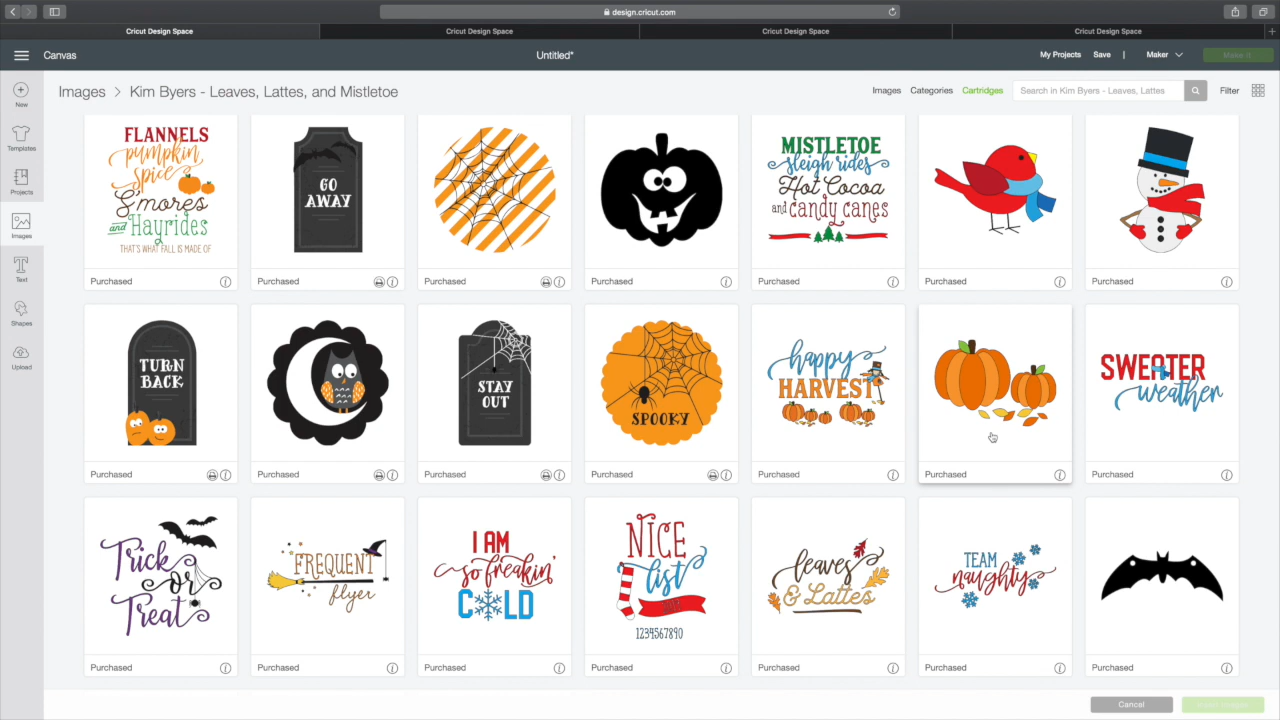 design.cricut.com
Cricut Design Space
Cricut Design Space
Cricut Design Space
Cricut Design Space
Canvas
Untitled*
My Projects
Save
|
Maker
Make It
New
Templates
Projects
Images
Text
Shapes
Upload
Images > Kim Byers - Leaves, Lattes, and Mistletoe
Images
Categories
Cartridges
Search in Kim Byers - Leaves, Lattes
Filter
FLANNELS
pumpkin
spice
S'mores
and Hayrides
THAT'S WHAT FALL IS MADE OF
Purchased
GO
AWAY
Purchased
Purchased
Purchased
MISTLETOE
sleigh rides
Hot Cocoa
and candy canes
Purchased
Purchased
Purchased
TURN
BACK
Purchased
Purchased
STAY
OUT
Purchased
SPOOKY
Purchased
happy
HARVEST
Purchased
Purchased
SWEATER
weather
Purchased
Trick
or
Treat
Purchased
FREQUENT
flyer
Purchased
I AM
so freakin'
COLD
Purchased
NICE
list
1234567890
Purchased
leaves
& Lattes
Purchased
TEAM
naughty
Purchased
Purchased
Cancel